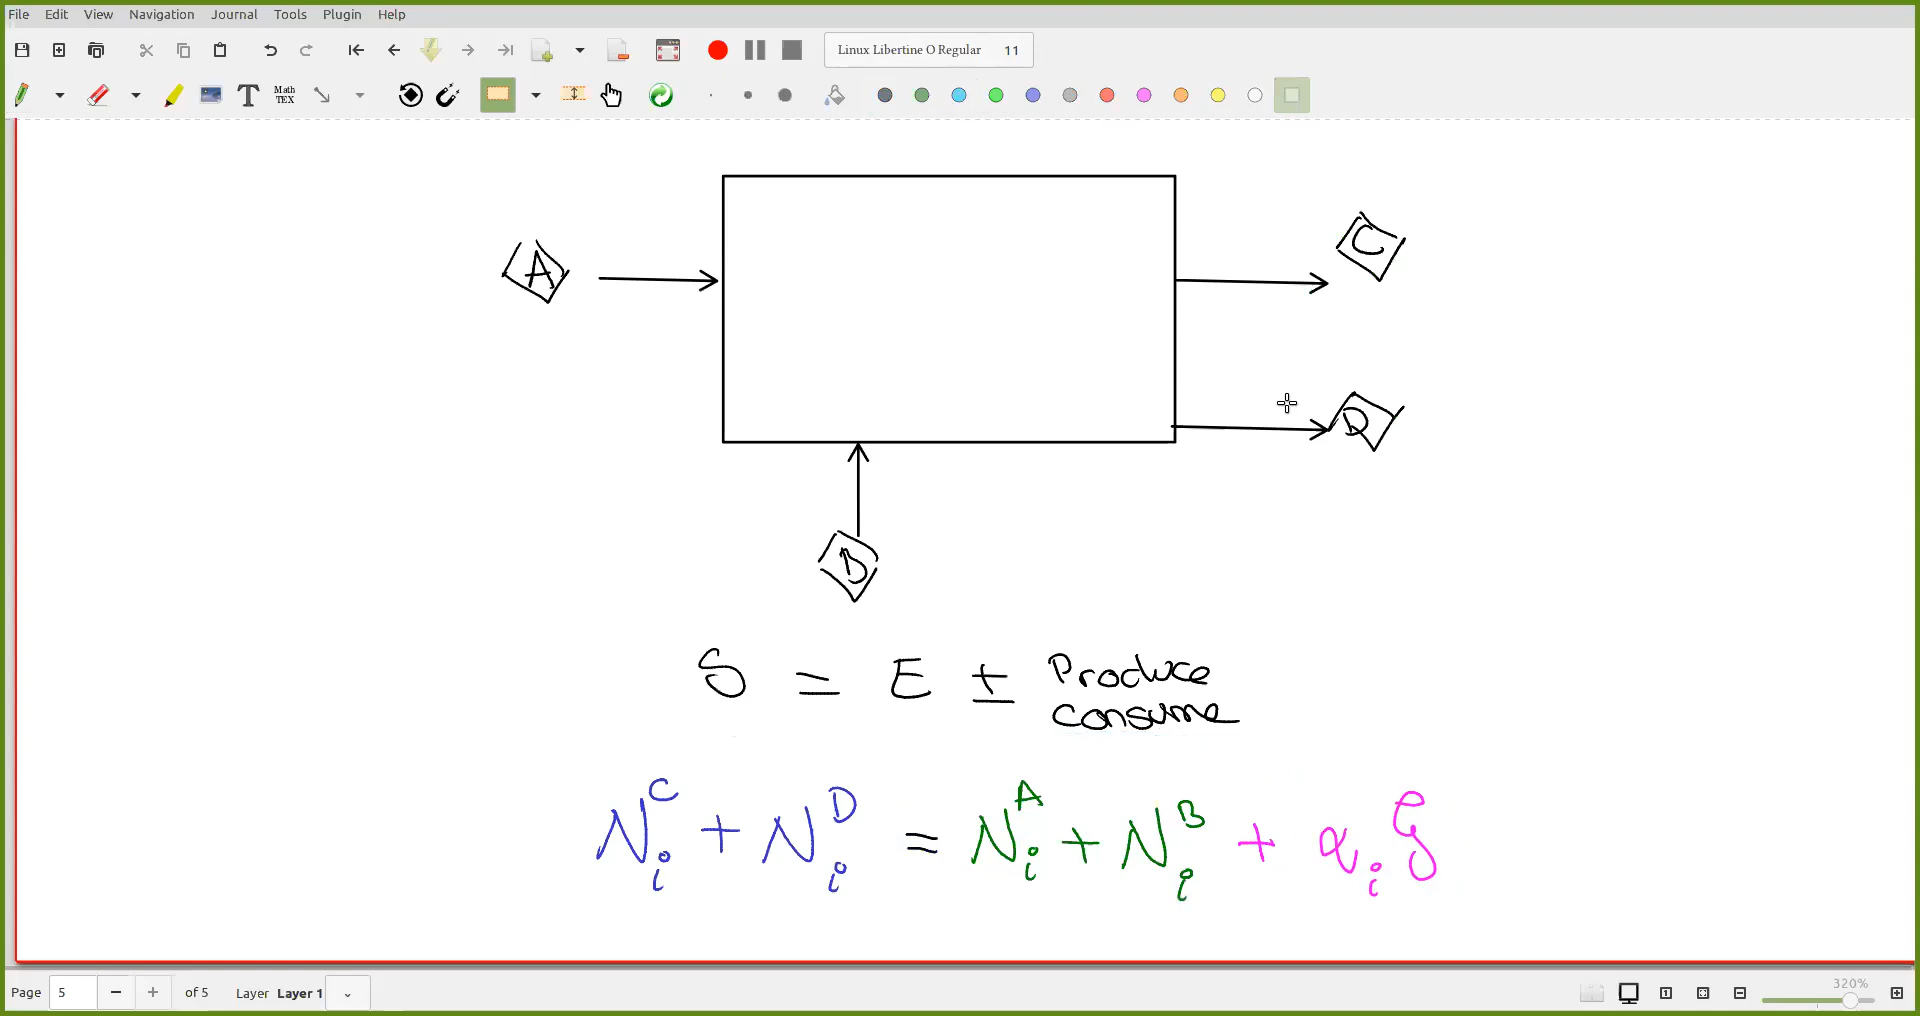 File Edit View Navigation Journal Tools Plugin Help
Linux Libertine O Regular 11
T Math TEX
A
C
D
D
S = E ± Produce
consume
N_i^C + N_i^D = N_i^A + N_i^B + α_i ξ
320%
Page 5 of 5 Layer Layer 1